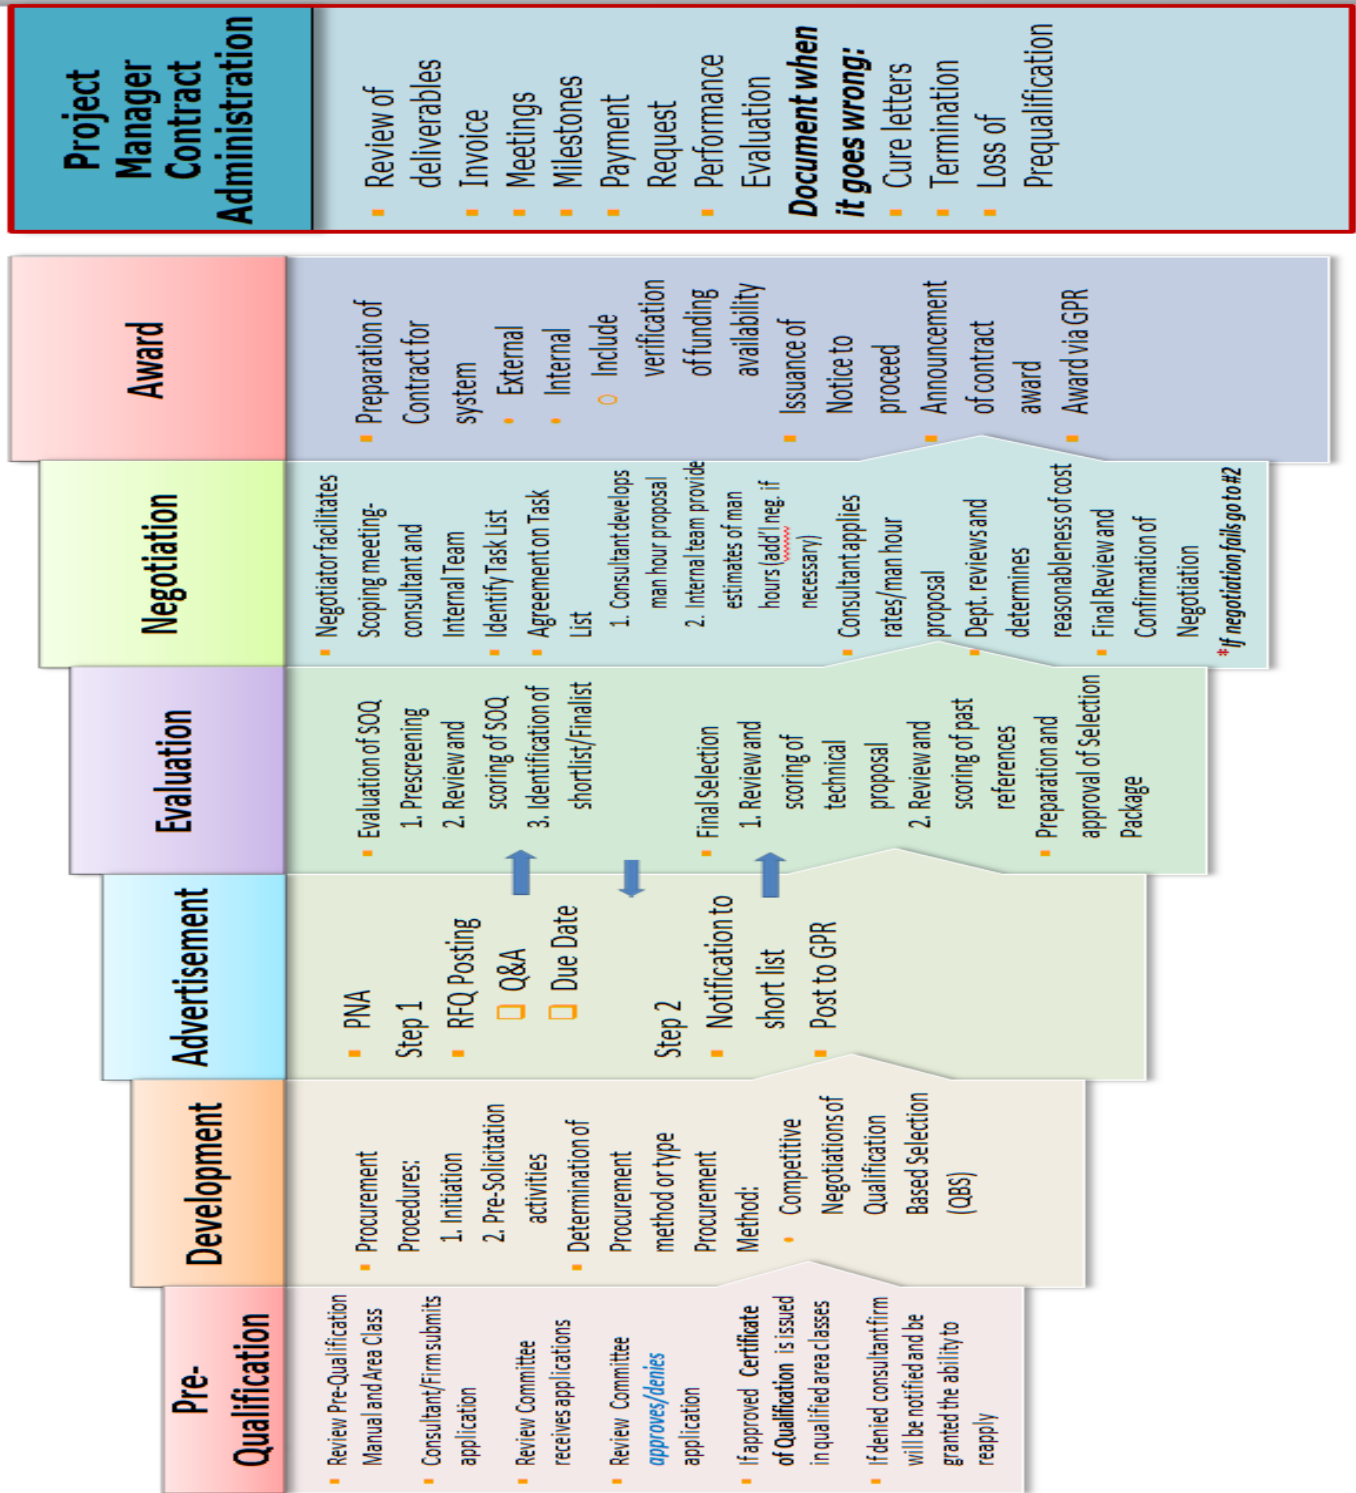 Pre-
Qualification
▪ Review Pre-Qualification
Manual and Area Class
▪ Consultant/Firm submits
application
▪ Review Committee
receives applications
▪ Review Committee
approves/denies
application
▪ If approved Certificate
of Qualification is issued
in qualified area classes
▪ If denied consultant firm
will be notified and be
granted the ability to
reapply
Development
▪ Procurement
Procedures:
1. Initiation
2. Pre-Solicitation
activities
▪ Determination of
Procurement
method or type
Procurement
Method:
• Competitive
Negotiations of
Qualification
Based Selection
(QBS)
Advertisement
▪ PNA
Step 1
▪ RFQ Posting
❑ Q&A
❑ Due Date
Step 2
▪ Notification to
short list
▪ Post to GPR
Evaluation
▪ Evaluation of SOQ
1. Prescreening
2. Review and
scoring of SOQ
3. Identification of
shortlist/Finalist
▪ Final Selection
1. Review and
scoring of
technical
proposal
2. Review and
scoring of past
references
▪ Preparation and
approval of Selection
Package
Negotiation
▪ Negotiator facilitates
Scoping meeting-
consultant and
Internal Team
▪ Identify Task List
▪ Agreement on Task
List
1. Consultant develops
man hour proposal
2. Internal team provide
estimates of man
hours (add'l neg. if
necessary)
▪ Consultant applies
rates/man hour
proposal
▪ Dept. reviews and
determines
reasonableness of cost
▪ Final Review and
Confirmation of
Negotiation
*If negotiation fails go to #2
Award
▪ Preparation of
Contract for
system
• External
• Internal
○ Include
verification
of funding
availability
▪ Issuance of
Notice to
proceed
▪ Announcement
of contract
award
▪ Award via GPR
Project
Manager
Contract
Administration
▪ Review of
deliverables
▪ Invoice
▪ Meetings
▪ Milestones
▪ Payment
Request
▪ Performance
Evaluation
Document when
it goes wrong:
▪ Cure letters
▪ Termination
▪ Loss of
Prequalification